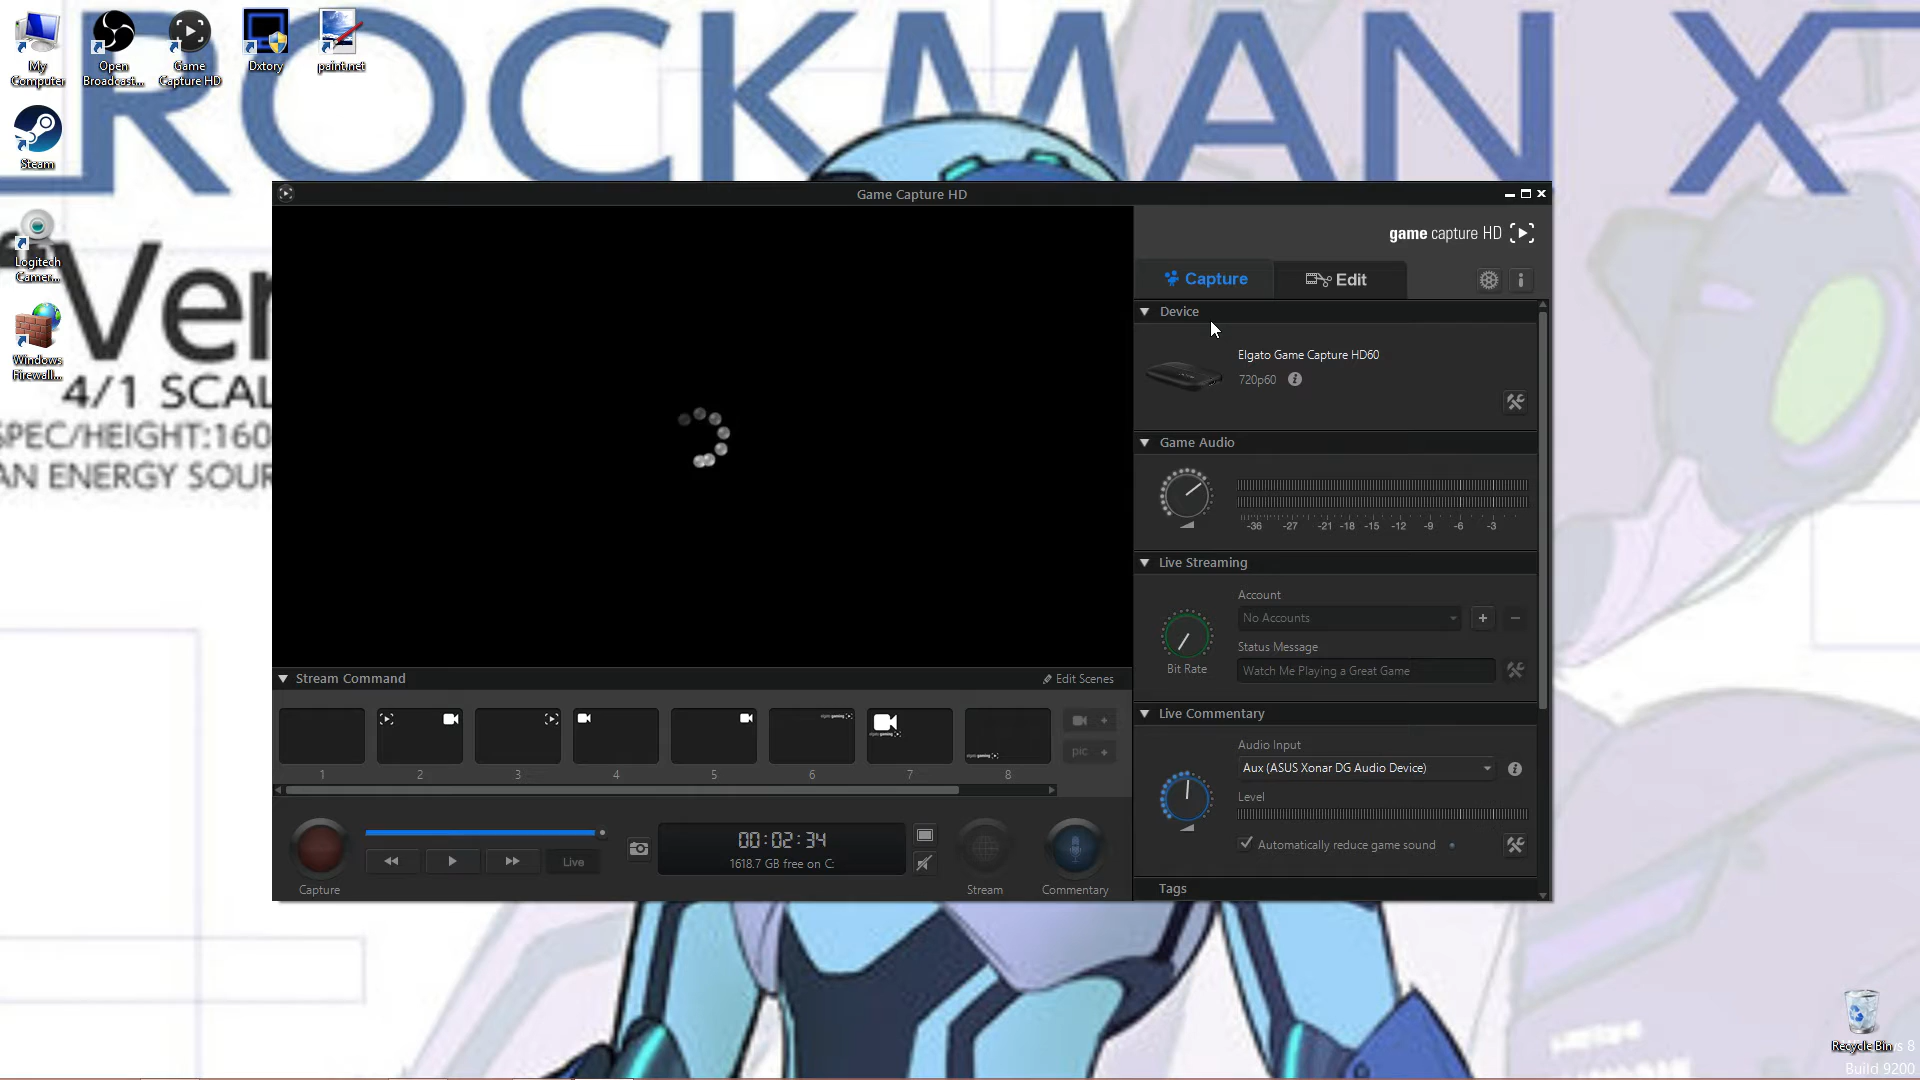 ROCKMAN X
My
Computer
Open
Broadcast...
Game
Capture HD
Dxtory
paint.net
Steam
Logitech
Camer...
Windows
Firewall...
Ver
4/1 SCAL
SPEC/HEIGHT:160
AN ENERGY SOUR
Game Capture HD
game capture HD
Capture
Edit
Device
Elgato Game Capture HD60
720p60
Game Audio
-36 -27 -21 -18 -15 -12 -9 -6 -3
Live Streaming
Account
No Accounts
Status Message
Watch Me Playing a Great Game
Bit Rate
Live Commentary
Audio Input
Aux (ASUS Xonar DG Audio Device)
Level
Automatically reduce game sound
Tags
Stream Command
Edit Scenes
1 2 3 4 5 6 7 8
pic
Live
00:02:34
1618.7 GB free on C:
Capture
Stream
Commentary
Recycle Bin
s 8
Build 9200